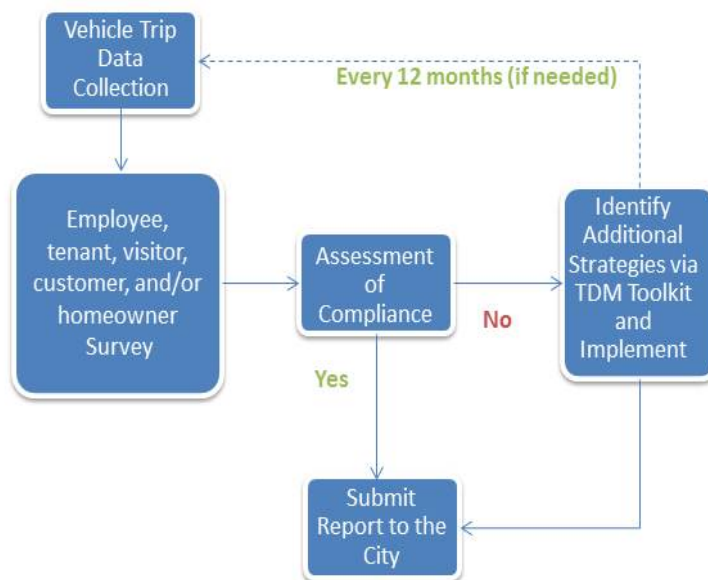 Vehicle Trip
Data
Collection
Every 12 months (if needed)
Employee,
tenant, visitor,
customer, and/or
homeowner
Survey
Assessment
of
Compliance
No
Identify
Additional
Strategies via
TDM Toolkit
and
Implement
Yes
Submit
Report to the
City